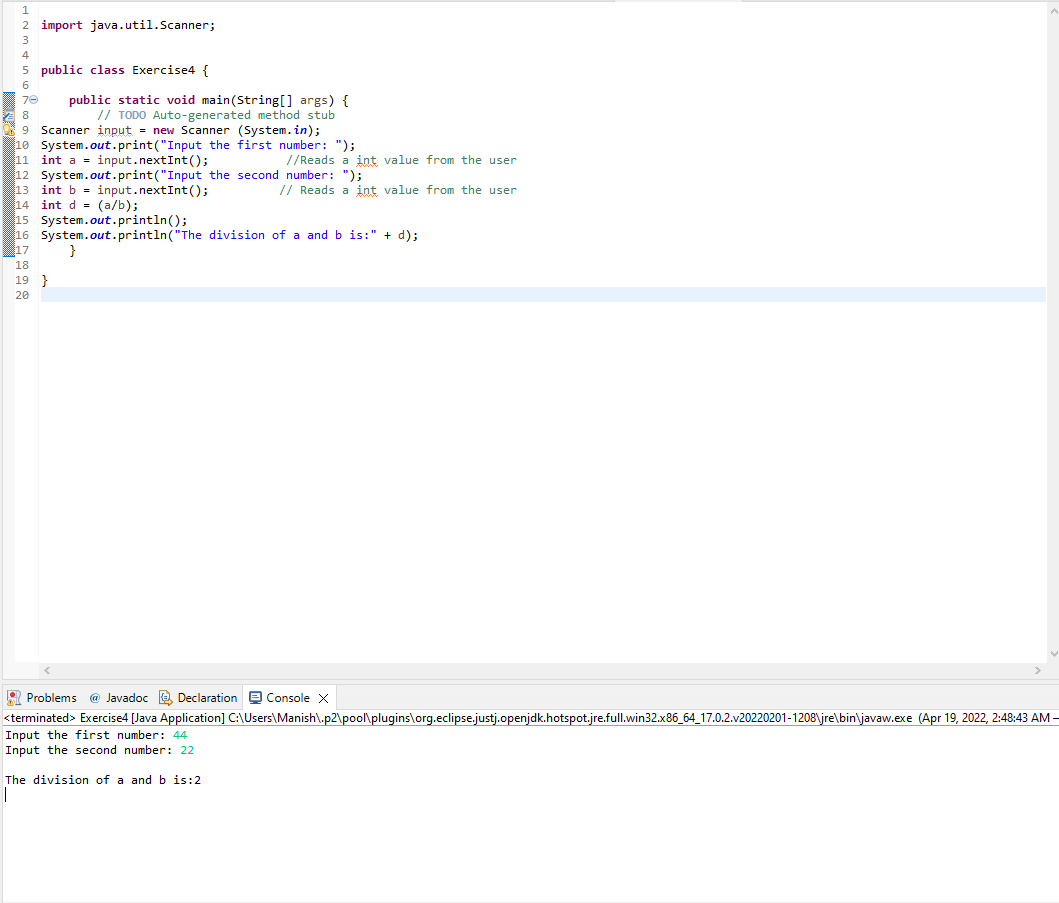 1
2 import java.util.Scanner;
3
4
5 public class Exercise4 {
6
7 public static void main(String[] args) {
8 // TODO Auto-generated method stub
9 Scanner input = new Scanner (System.in);
10 System.out.print("Input the first number: ");
11 int a = input.nextInt(); //Reads a int value from the user
12 System.out.print("Input the second number: ");
13 int b = input.nextInt(); // Reads a int value from the user
14 int d = (a/b);
15 System.out.println();
16 System.out.println("The division of a and b is:" + d);
17 }
18
19 }
20
Problems @ Javadoc Declaration Console
<terminated> Exercise4 [Java Application] C:\Users\Manish\.p2\pool\plugins\org.eclipse.justj.openjdk.hotspot.jre.full.win32.x86_64_17.0.2.v20220201-1208\jre\bin\javaw.exe (Apr 19, 2022, 2:48:43 AM –
Input the first number: 44
Input the second number: 22
The division of a and b is:2